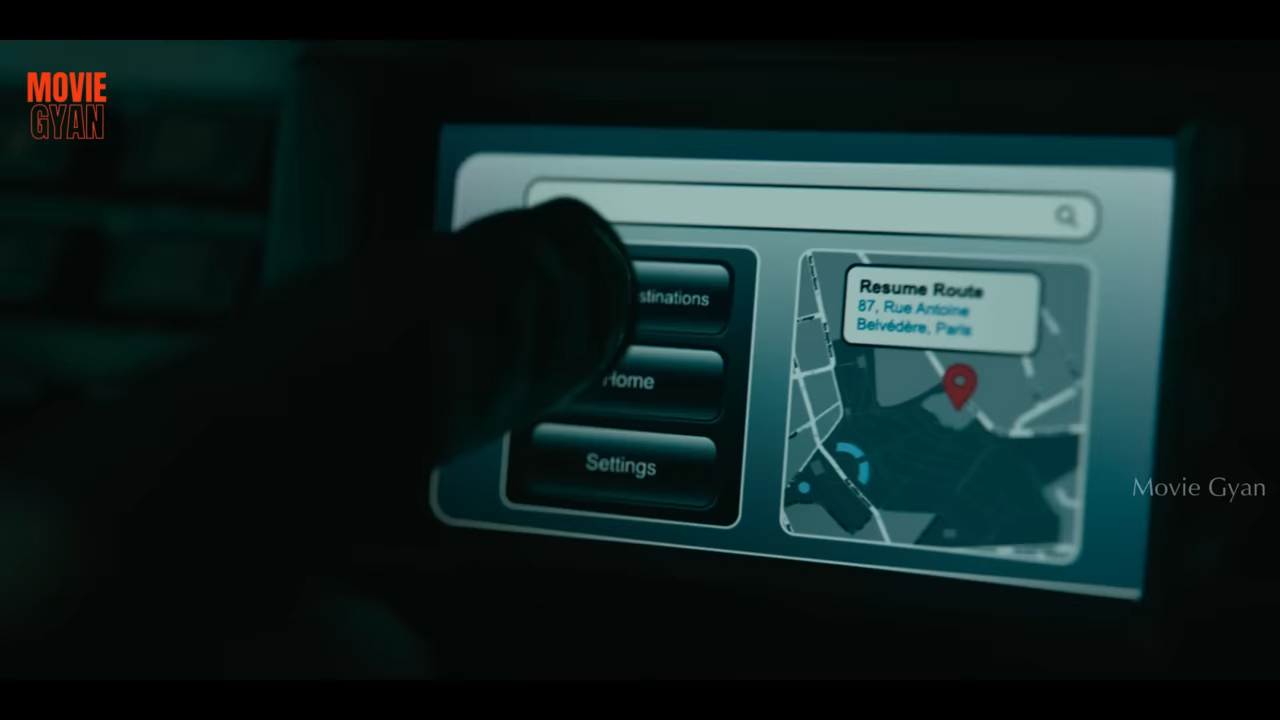 MOVIE
GYAN
stinations
Home
Settings
Resume Route
87, Rue Antoine
Belvédère, Paris
Movie Gyan